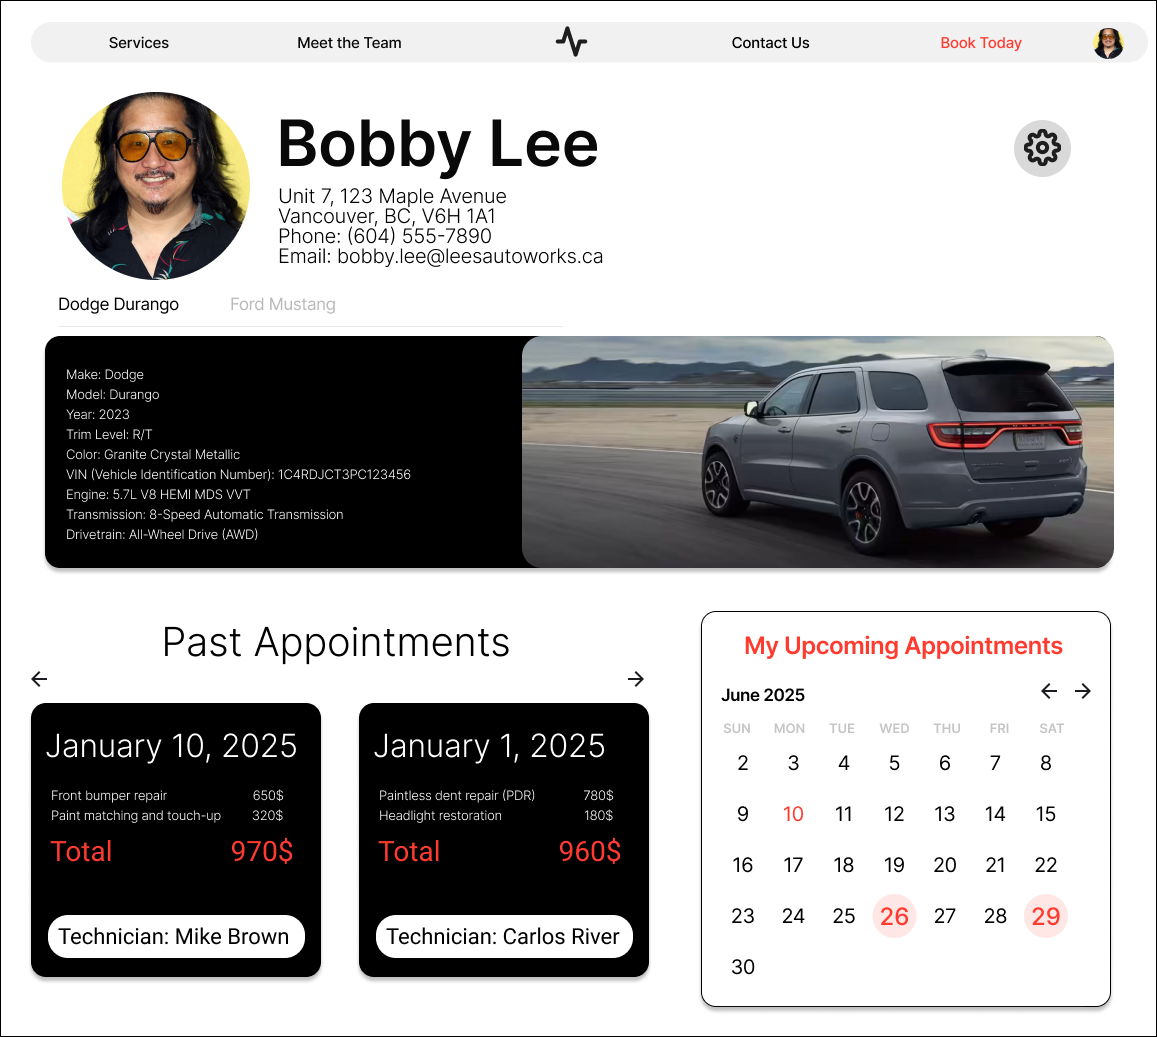 Services Meet the Team Contact Us Book Today
Bobby Lee
Unit 7, 123 Maple Avenue
Vancouver, BC, V6H 1A1
Phone: (604) 555-7890
Email: bobby.lee@leesautoworks.ca
Dodge Durango Ford Mustang
Make: Dodge
Model: Durango
Year: 2023
Trim Level: R/T
Color: Granite Crystal Metallic
VIN (Vehicle Identification Number): 1C4RDJCT3PC123456
Engine: 5.7L V8 HEMI MDS VVT
Transmission: 8-Speed Automatic Transmission
Drivetrain: All-Wheel Drive (AWD)
Past Appointments
January 10, 2025
Front bumper repair 650$
Paint matching and touch-up 320$
Total 970$
Technician: Mike Brown
January 1, 2025
Paintless dent repair (PDR) 780$
Headlight restoration 180$
Total 960$
Technician: Carlos River
My Upcoming Appointments
June 2025
SUN MON TUE WED THU FRI SAT
2 3 4 5 6 7 8
9 10 11 12 13 14 15
16 17 18 19 20 21 22
23 24 25 26 27 28 29
30